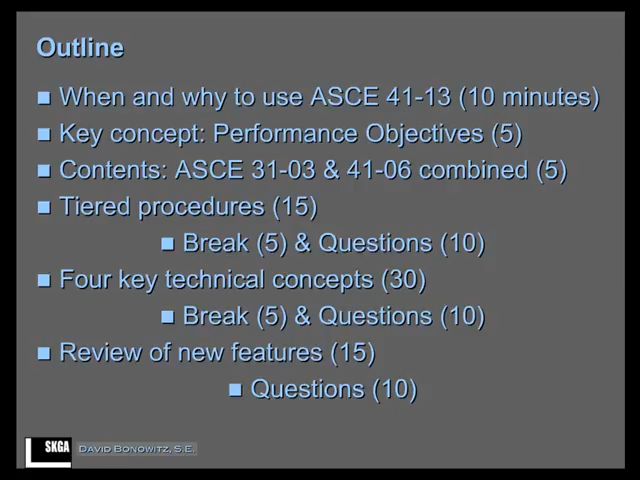 Outline
When and why to use ASCE 41-13 (10 minutes)
Key concept: Performance Objectives (5)
Contents: ASCE 31-03 & 41-06 combined (5)
Tiered procedures (15)
Break (5) & Questions (10)
Four key technical concepts (30)
Break (5) & Questions (10)
Review of new features (15)
Questions (10)
SKGA
DAVID BONOWITZ, S.E.